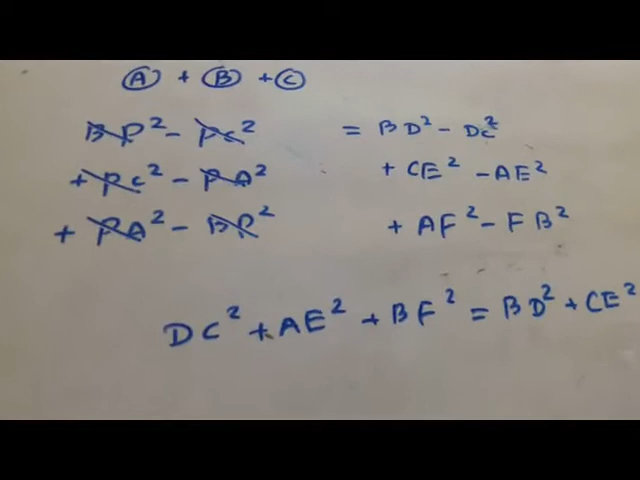 A + B + C
BP² - PC² = BD² - DC²
+ PC² - PA² + CE² - AE²
+ PA² - BP² + AF² - FB²
DC² + AE² + BF² = BD² + CE²